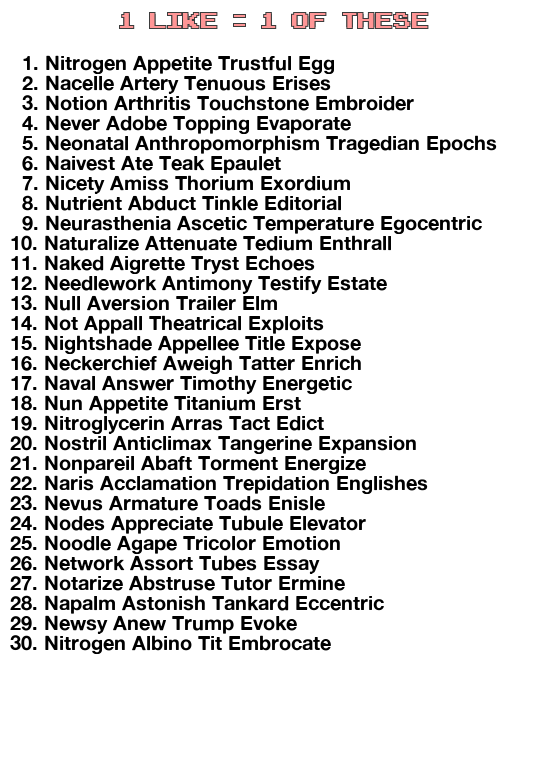 1 LIKE = 1 OF THESE
1. Nitrogen Appetite Trustful Egg
2. Nacelle Artery Tenuous Erises
3. Notion Arthritis Touchstone Embroider
4. Never Adobe Topping Evaporate
5. Neonatal Anthropomorphism Tragedian Epochs
6. Naivest Ate Teak Epaulet
7. Nicety Amiss Thorium Exordium
8. Nutrient Abduct Tinkle Editorial
9. Neurasthenia Ascetic Temperature Egocentric
10. Naturalize Attenuate Tedium Enthrall
11. Naked Aigrette Tryst Echoes
12. Needlework Antimony Testify Estate
13. Null Aversion Trailer Elm
14. Not Appall Theatrical Exploits
15. Nightshade Appellee Title Expose
16. Neckerchief Aweigh Tatter Enrich
17. Naval Answer Timothy Energetic
18. Nun Appetite Titanium Erst
19. Nitroglycerin Arras Tact Edict
20. Nostril Anticlimax Tangerine Expansion
21. Nonpareil Abaft Torment Energize
22. Naris Acclamation Trepidation Englishes
23. Nevus Armature Toads Enisle
24. Nodes Appreciate Tubule Elevator
25. Noodle Agape Tricolor Emotion
26. Network Assort Tubes Essay
27. Notarize Abstruse Tutor Ermine
28. Napalm Astonish Tankard Eccentric
29. Newsy Anew Trump Evoke
30. Nitrogen Albino Tit Embrocate